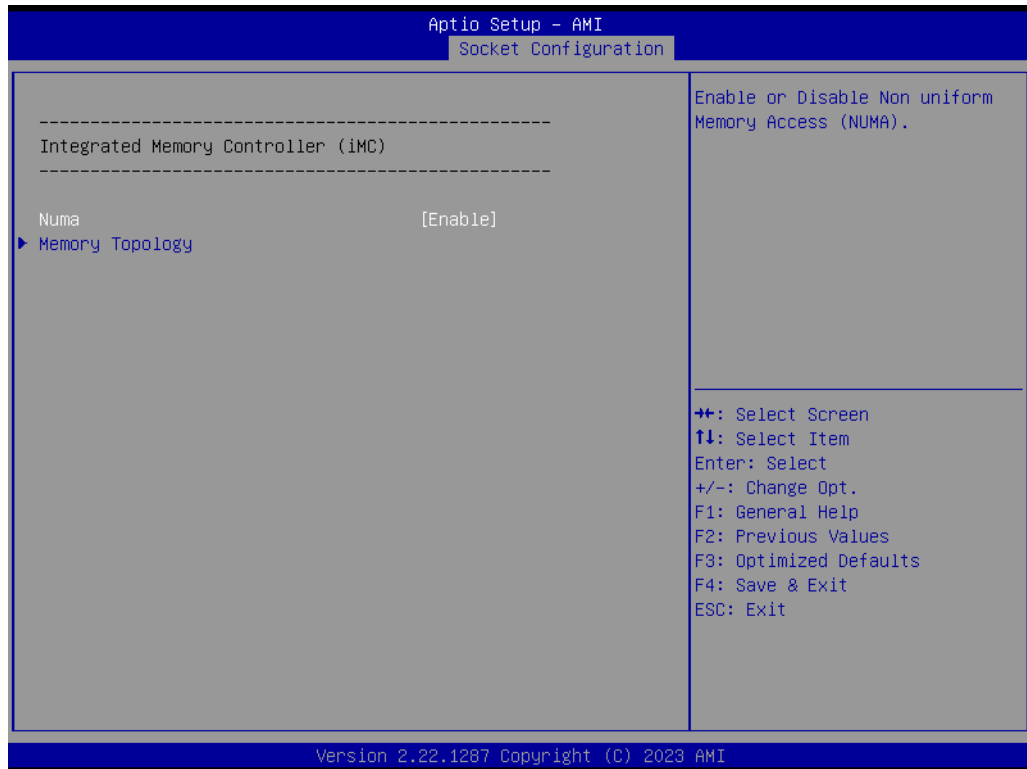 Aptio Setup – AMI
Socket Configuration
--------------------------------------------------
Integrated Memory Controller (iMC)
--------------------------------------------------
Numa [Enable]
▶ Memory Topology
Enable or Disable Non uniform
Memory Access (NUMA).
→←: Select Screen
↑↓: Select Item
Enter: Select
+/-: Change Opt.
F1: General Help
F2: Previous Values
F3: Optimized Defaults
F4: Save & Exit
ESC: Exit
Version 2.22.1287 Copyright (C) 2023 AMI